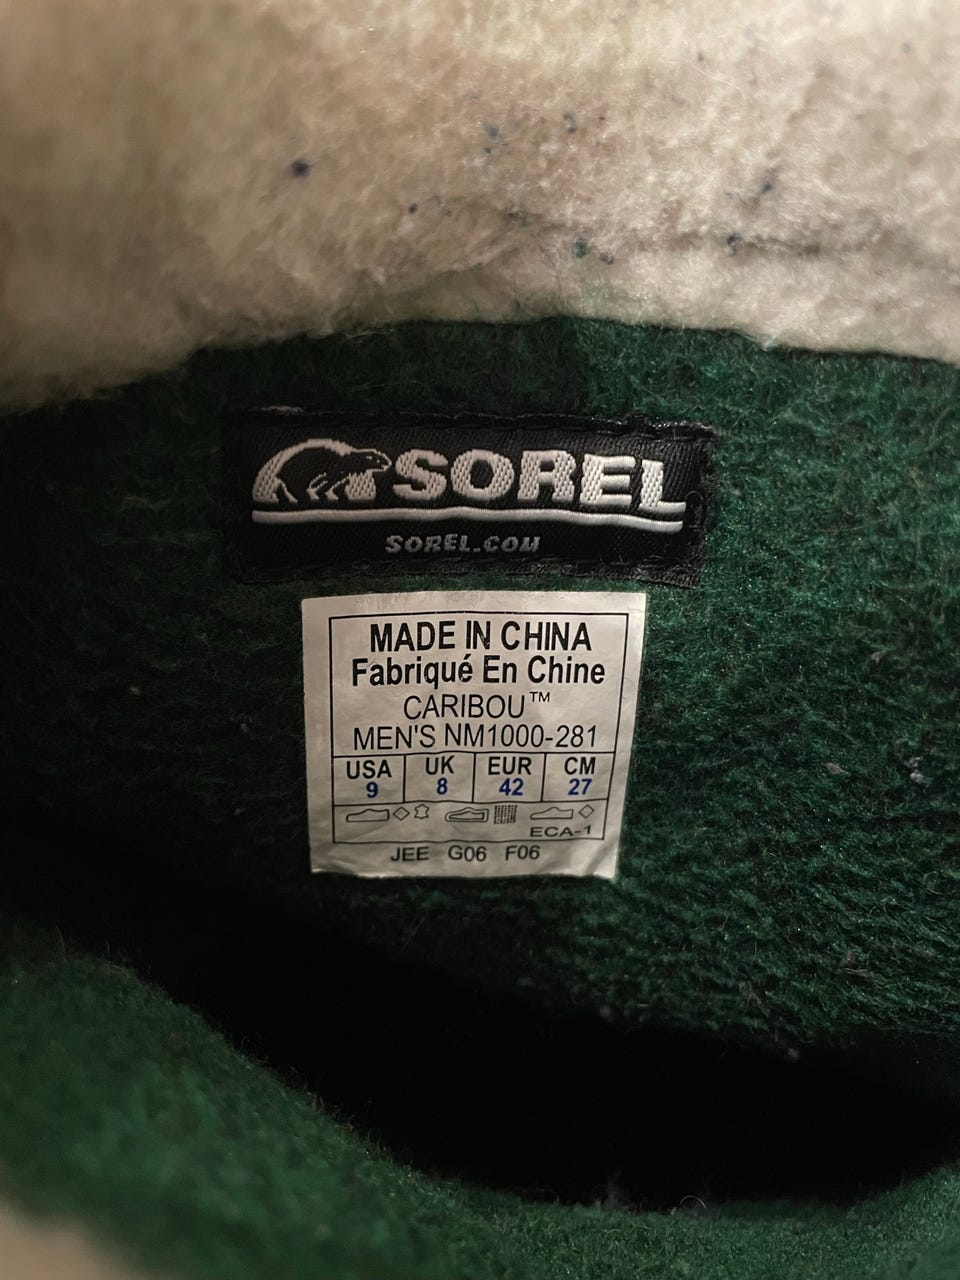 SOREL
SOREL.COM
MADE IN CHINA
Fabriqué En Chine
CARIBOU™
MEN'S NM1000-281
USA UK EUR CM
9 8 42 27
ECA-1
JEE G06 F06